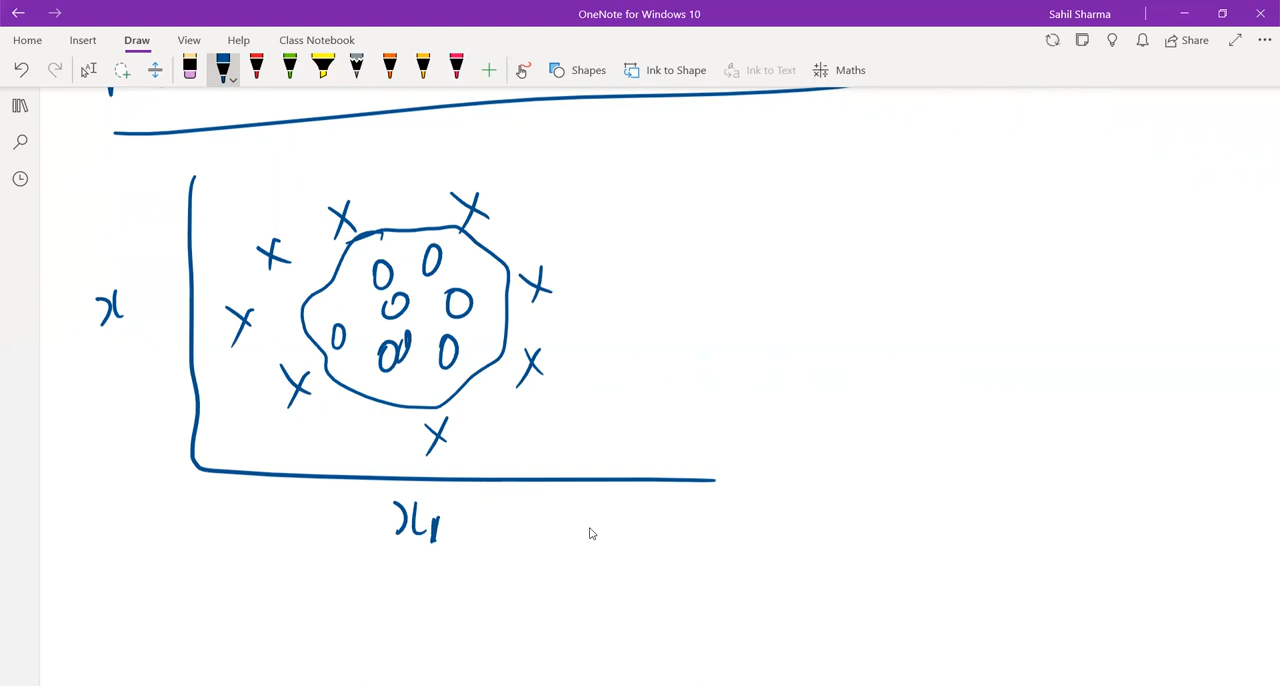 OneNote for Windows 10
Sahil Sharma
Home Insert Draw View Help Class Notebook
Share
Shapes Ink to Shape Ink to Text Maths
X X
X O O X
x X O O O
O O O X
X
X
x1